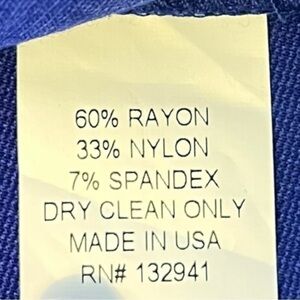 60% RAYON
33% NYLON
7% SPANDEX
DRY CLEAN ONLY
MADE IN USA
RN# 132941